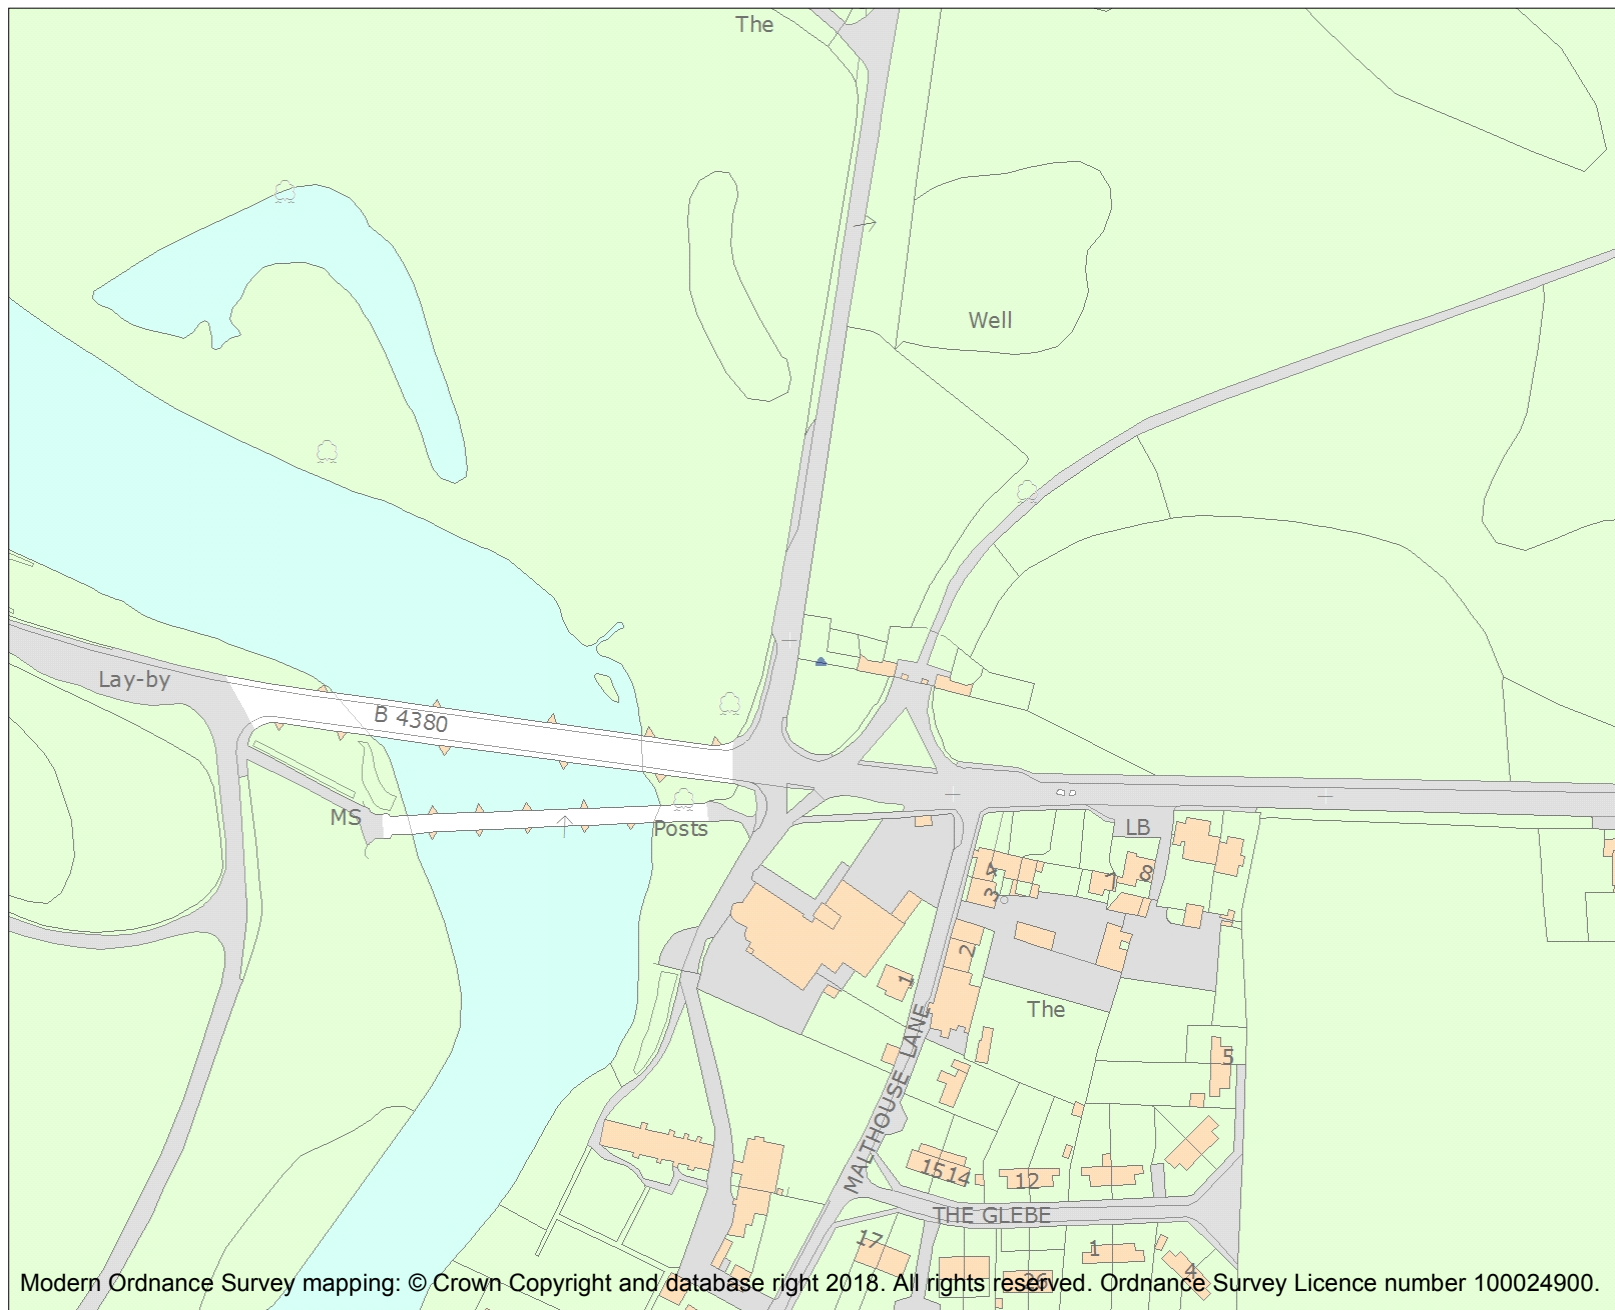 The
Well
Lay-by
B 4380
MS
Posts
LB
4
3
7
8
2
1
The
MALTHOUSE LANE
5
15 14
12
THE GLEBE
17
1
4
26
Modern Ordnance Survey mapping: © Crown Copyright and database right 2018. All rights reserved. Ordnance Survey Licence number 100024900.